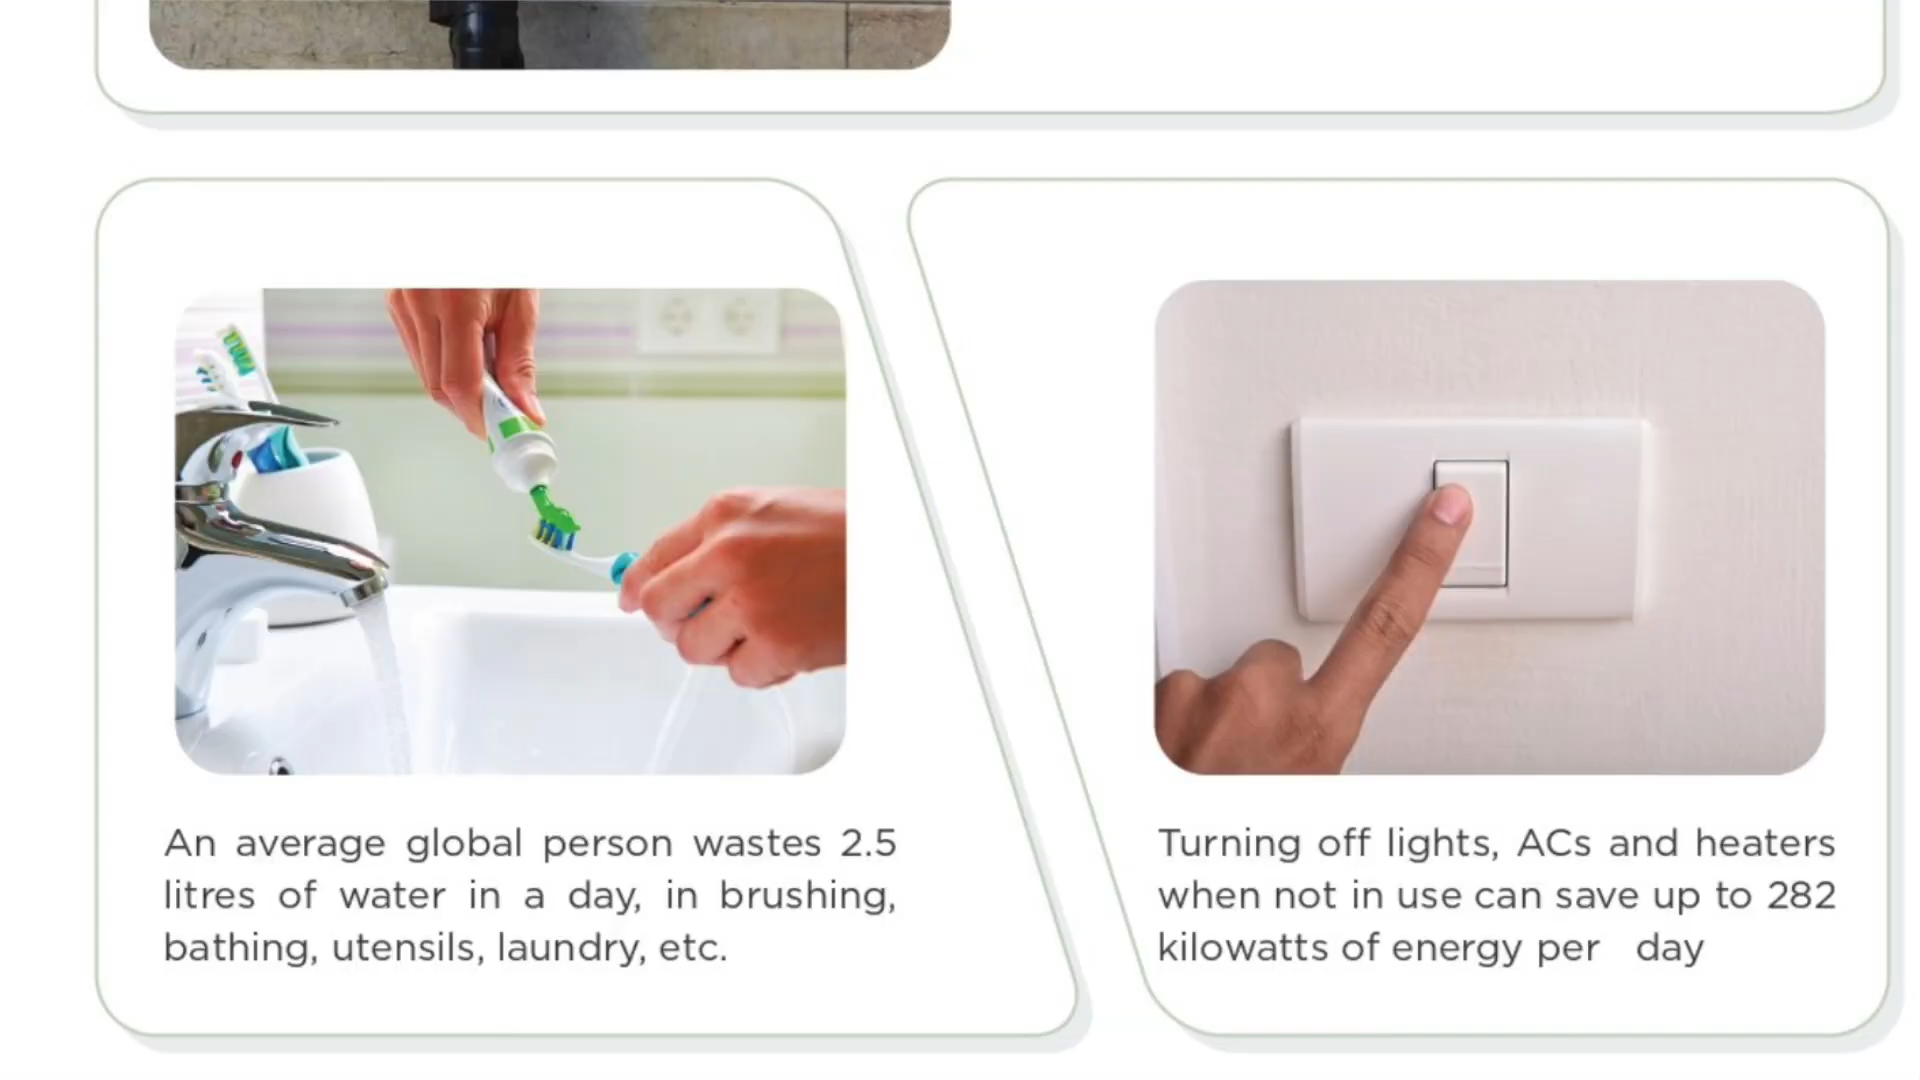 An average global person wastes 2.5
litres of water in a day, in brushing,
bathing, utensils, laundry, etc.
Turning off lights, ACs and heaters
when not in use can save up to 282
kilowatts of energy per day